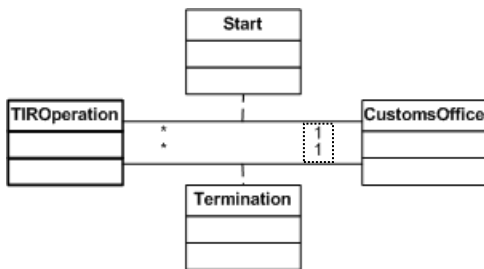 Start
TIROperation
CustomsOffice
* 1
* 1
Termination